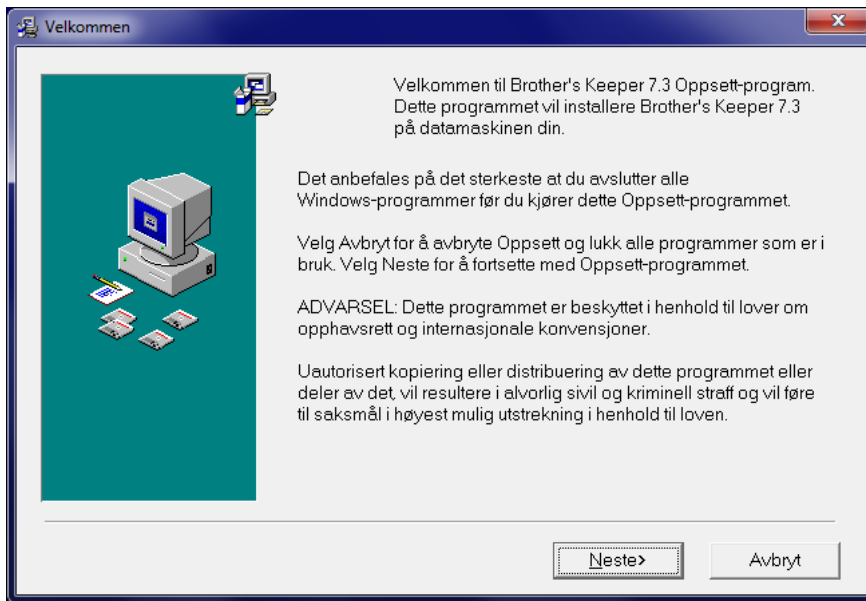 Velkommen
Velkommen til Brother's Keeper 7.3 Oppsett-program.
Dette programmet vil installere Brother's Keeper 7.3
på datamaskinen din.
Det anbefales på det sterkeste at du avslutter alle
Windows-programmer før du kjører dette Oppsett-programmet.
Velg Avbryt for å avbryte Oppsett og lukk alle programmer som er i
bruk. Velg Neste for å fortsette med Oppsett-programmet.
ADVARSEL: Dette programmet er beskyttet i henhold til lover om
opphavsrett og internasjonale konvensjoner.
Uautorisert kopiering eller distribuering av dette programmet eller
deler av det, vil resultere i alvorlig sivil og kriminell straff og vil føre
til saksmål i høyest mulig utstrekning i henhold til loven.
Neste>
Avbryt